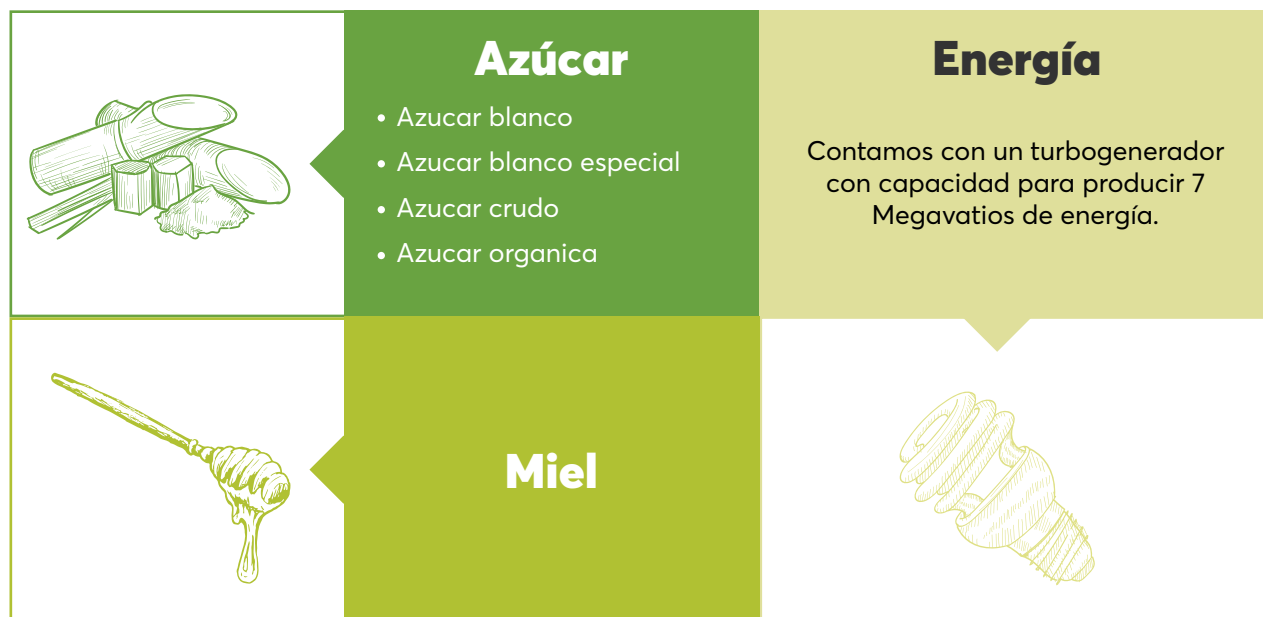 Azúcar
• Azucar blanco
• Azucar blanco especial
• Azucar crudo
• Azucar organica
Energía
Contamos con un turbogenerador
con capacidad para producir 7
Megavatios de energía.
Miel